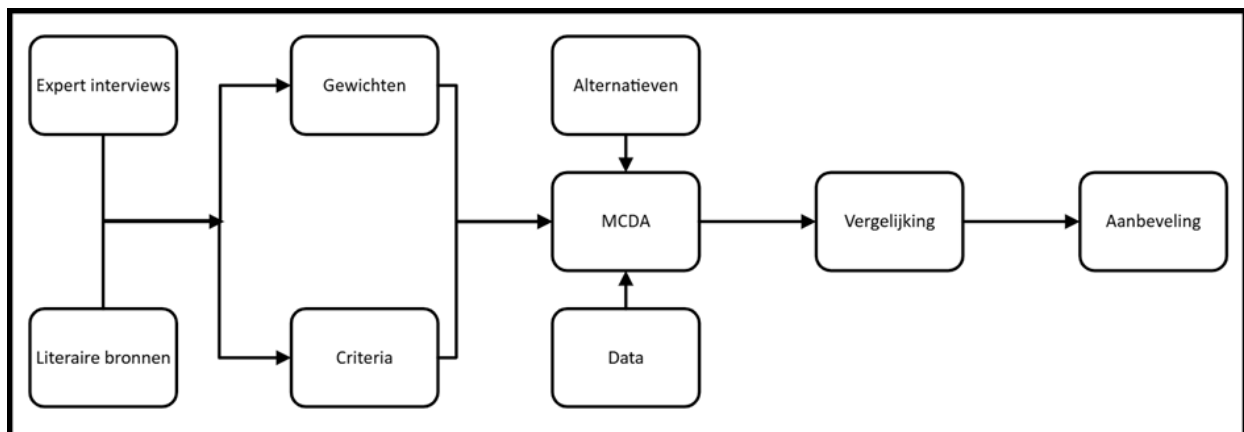 Expert interviews
Gewichten
Alternatieven
MCDA
Vergelijking
Aanbeveling
Literaire bronnen
Criteria
Data